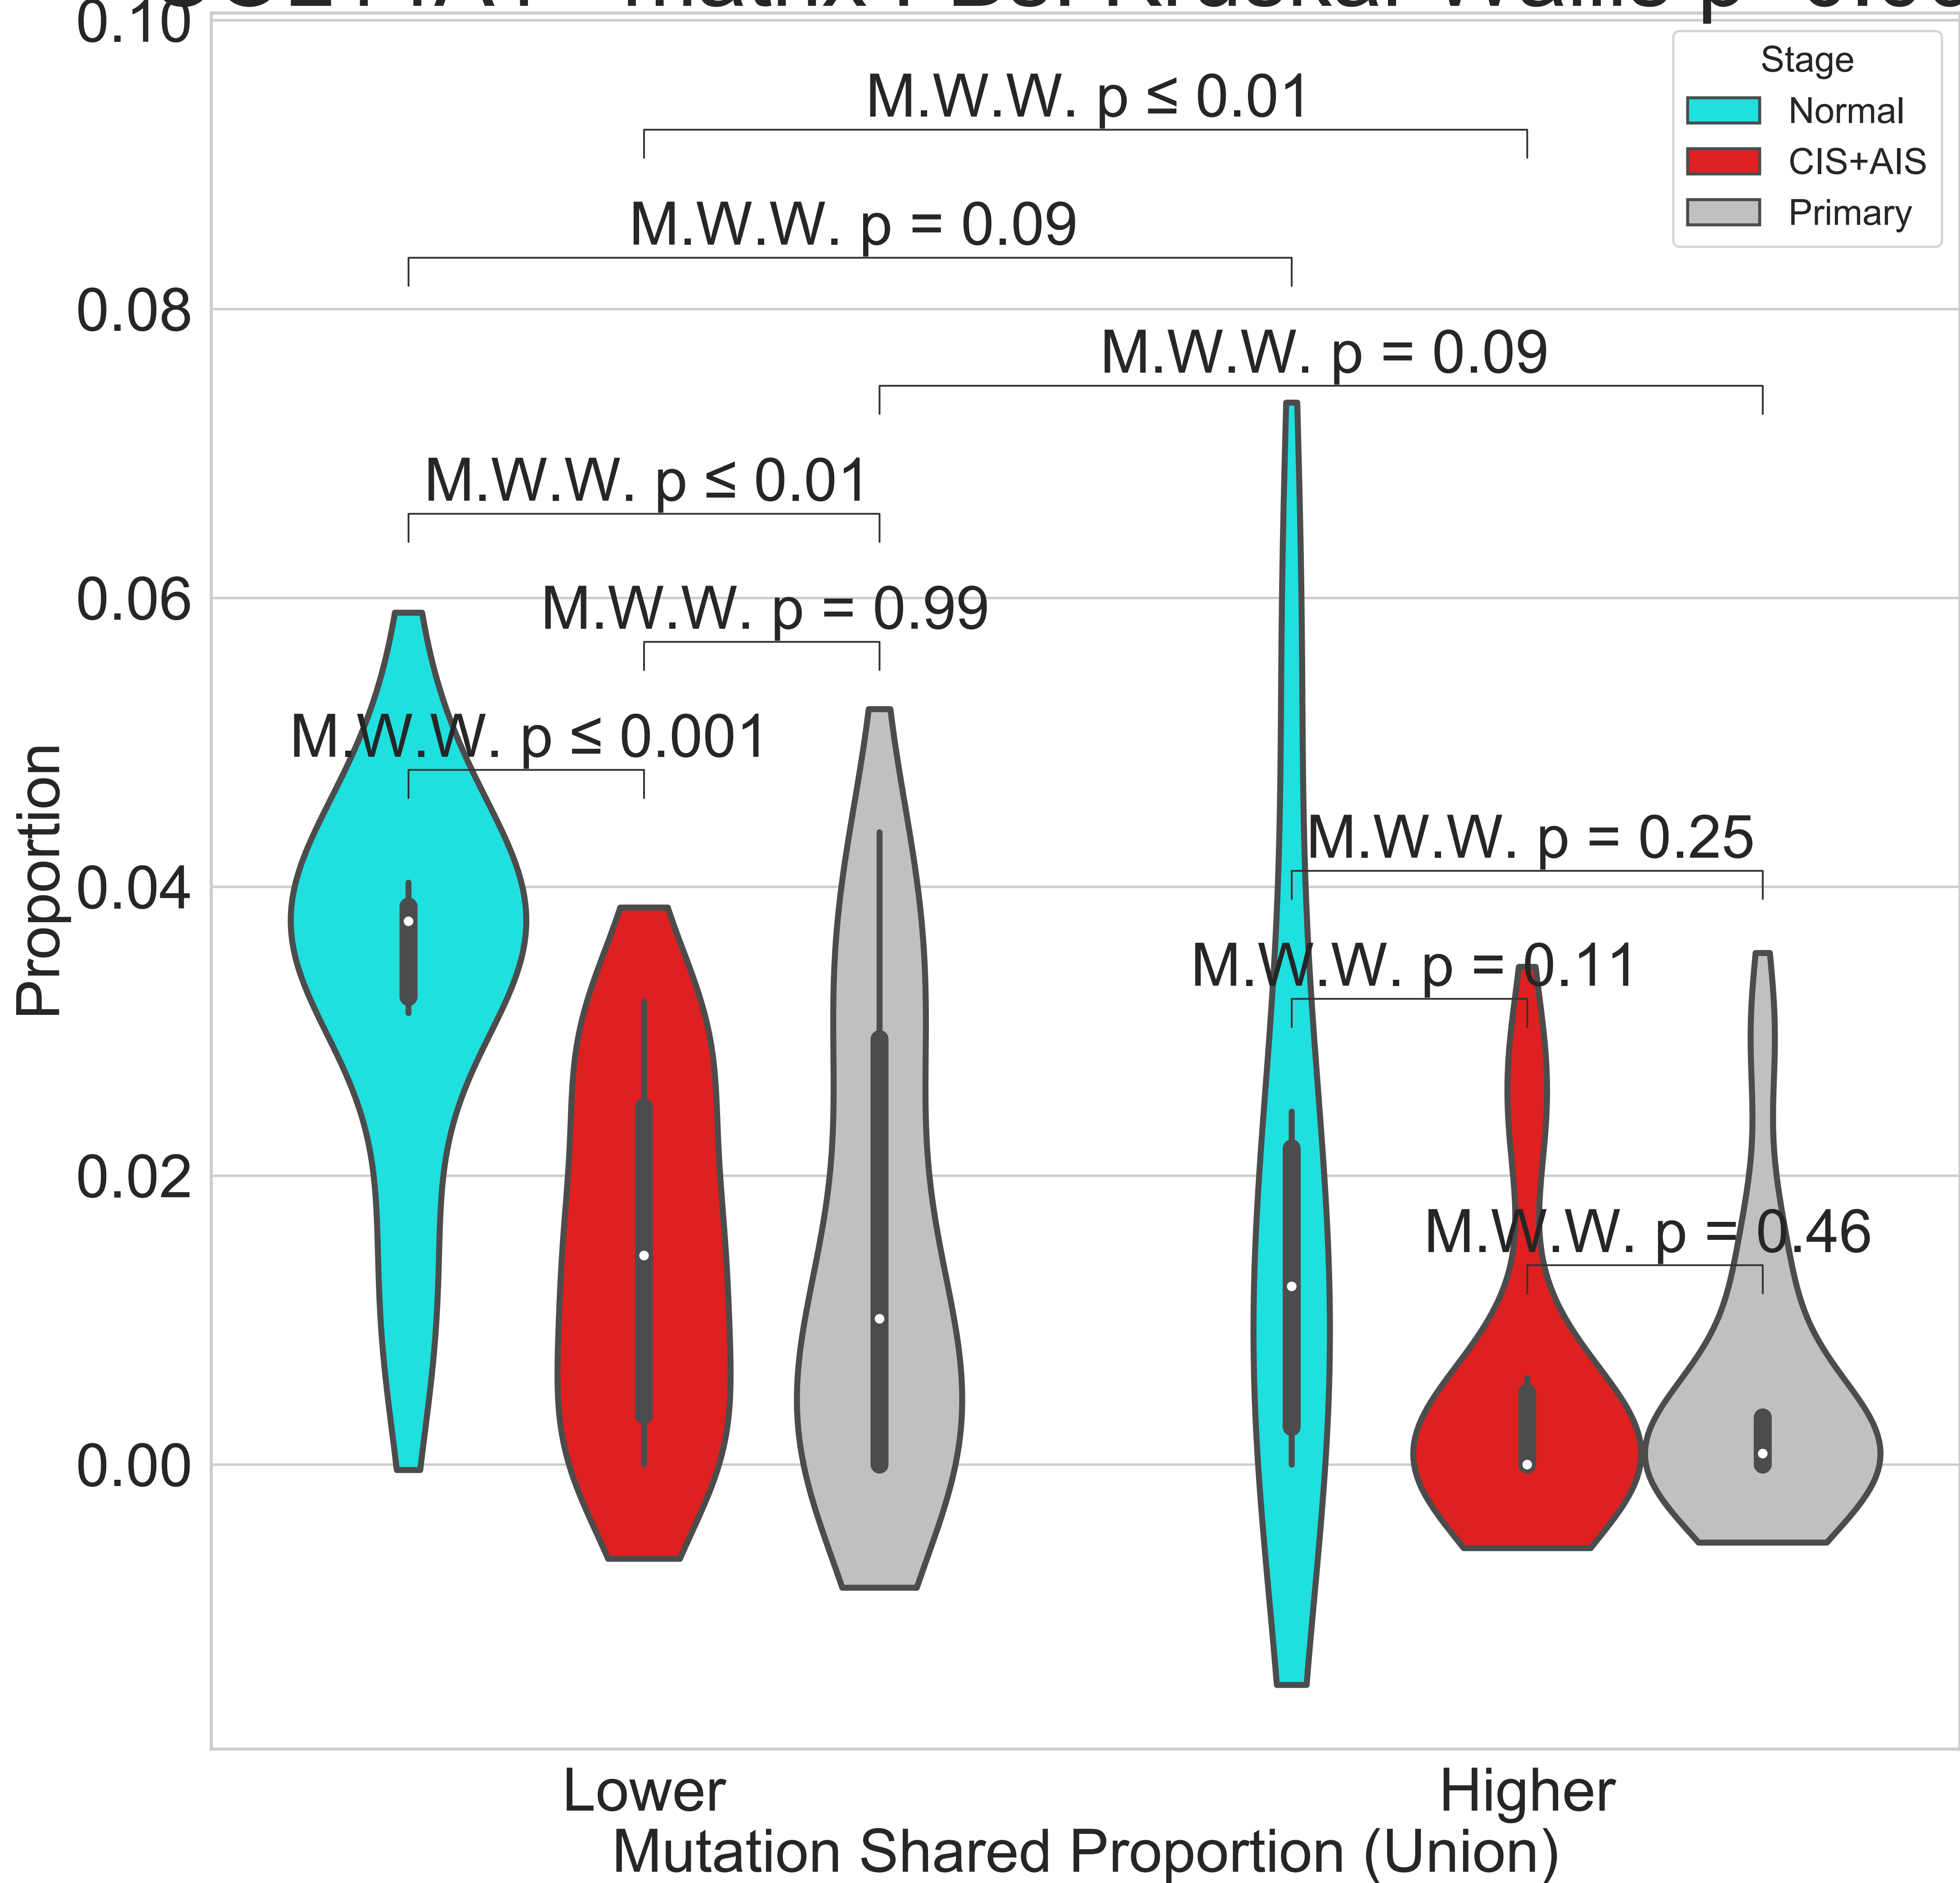 0.10
M.W.W. p ≤ 0.01
M.W.W. p = 0.09
M.W.W. p = 0.09
M.W.W. p ≤ 0.01
M.W.W. p = 0.99
M.W.W. p ≤ 0.001
M.W.W. p = 0.25
M.W.W. p = 0.11
M.W.W. p = 0.46
Stage
Normal
CIS+AIS
Primary
0.08
0.06
0.04
0.02
0.00
Proportion
Lower
Higher
Mutation Shared Proportion (Union)